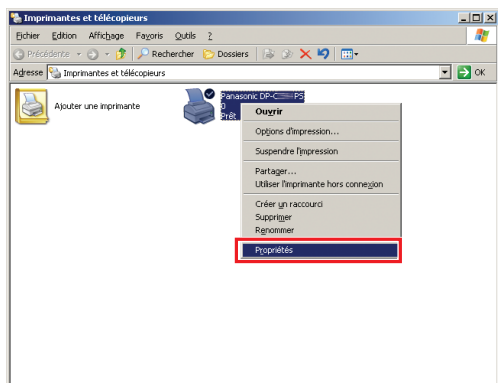 Imprimantes et télécopieurs
Fichier Edition Affichage Favoris Outils ?
Précédente Rechercher Dossiers
Adresse Imprimantes et télécopieurs OK
Ajouter une imprimante
Panasonic DP-C PS
0
Prêt
Ouvrir
Options d'impression...
Suspendre l'impression
Partager...
Utiliser l'imprimante hors connexion
Créer un raccourci
Supprimer
Renommer
Propriétés